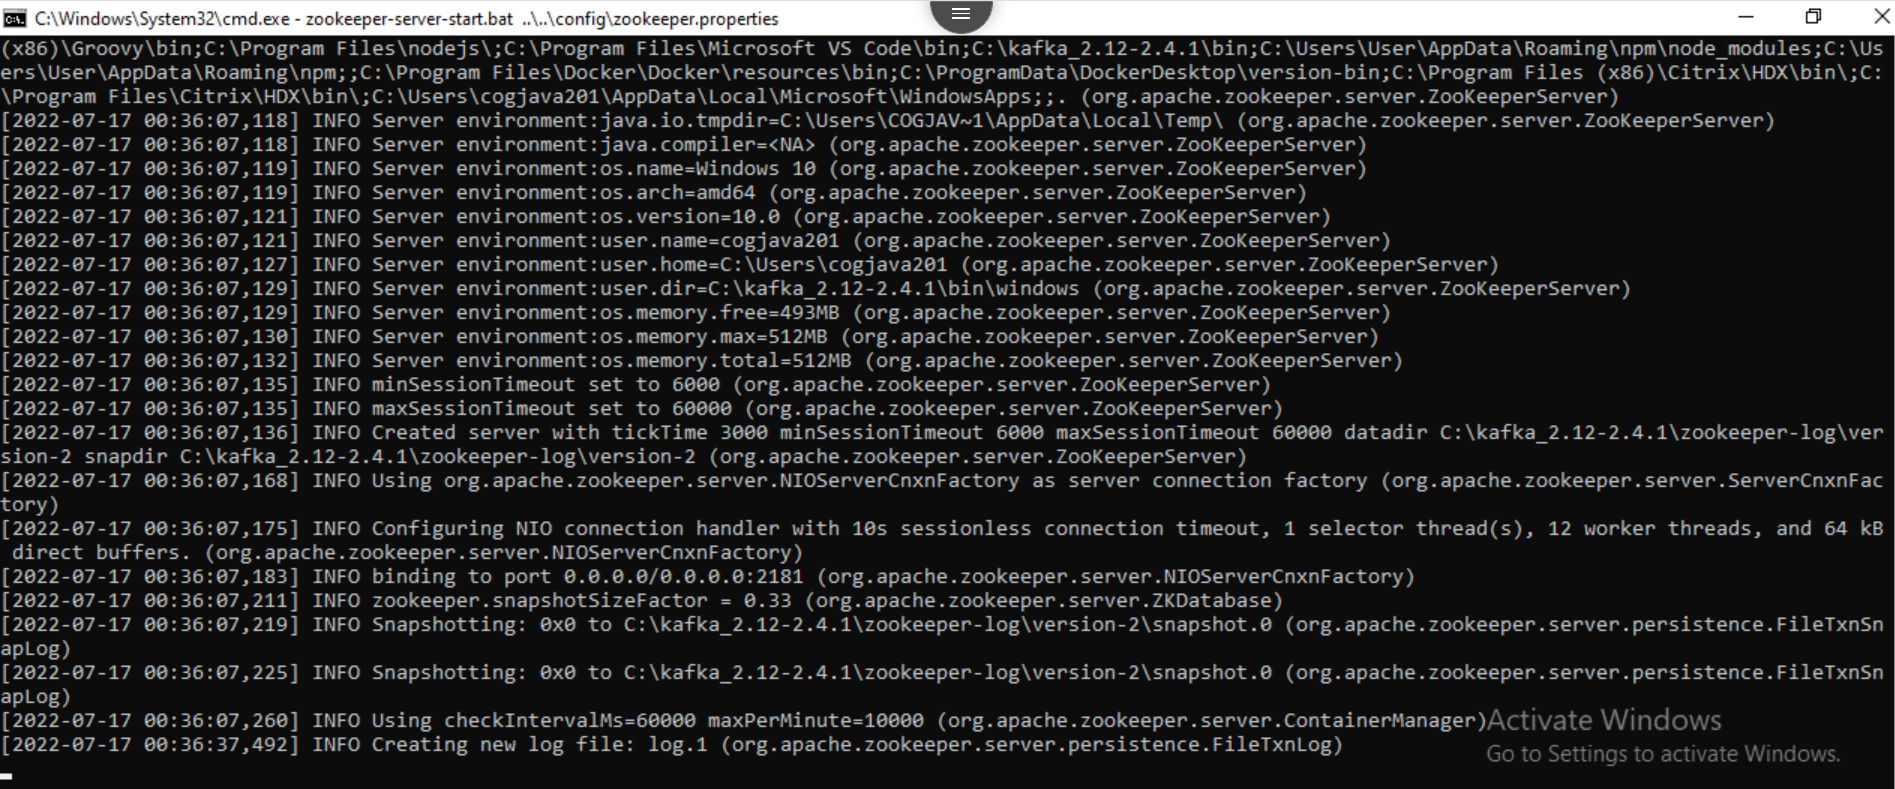 C:\Windows\System32\cmd.exe - zookeeper-server-start.bat ..\..\config\zookeeper.properties
(x86)\Groovy\bin;C:\Program Files\nodejs\;C:\Program Files\Microsoft VS Code\bin;C:\kafka_2.12-2.4.1\bin;C:\Users\User\AppData\Roaming\npm\node_modules;C:\Us
ers\User\AppData\Roaming\npm;;C:\Program Files\Docker\Docker\resources\bin;C:\ProgramData\DockerDesktop\version-bin;C:\Program Files (x86)\Citrix\HDX\bin\;C:
\Program Files\Citrix\HDX\bin\;C:\Users\cogjava201\AppData\Local\Microsoft\WindowsApps;;. (org.apache.zookeeper.server.ZooKeeperServer)
[2022-07-17 00:36:07,118] INFO Server environment:java.io.tmpdir=C:\Users\COGJAV~1\AppData\Local\Temp\ (org.apache.zookeeper.server.ZooKeeperServer)
[2022-07-17 00:36:07,118] INFO Server environment:java.compiler=<NA> (org.apache.zookeeper.server.ZooKeeperServer)
[2022-07-17 00:36:07,119] INFO Server environment:os.name=Windows 10 (org.apache.zookeeper.server.ZooKeeperServer)
[2022-07-17 00:36:07,119] INFO Server environment:os.arch=amd64 (org.apache.zookeeper.server.ZooKeeperServer)
[2022-07-17 00:36:07,121] INFO Server environment:os.version=10.0 (org.apache.zookeeper.server.ZooKeeperServer)
[2022-07-17 00:36:07,121] INFO Server environment:user.name=cogjava201 (org.apache.zookeeper.server.ZooKeeperServer)
[2022-07-17 00:36:07,127] INFO Server environment:user.home=C:\Users\cogjava201 (org.apache.zookeeper.server.ZooKeeperServer)
[2022-07-17 00:36:07,129] INFO Server environment:user.dir=C:\kafka_2.12-2.4.1\bin\windows (org.apache.zookeeper.server.ZooKeeperServer)
[2022-07-17 00:36:07,129] INFO Server environment:os.memory.free=493MB (org.apache.zookeeper.server.ZooKeeperServer)
[2022-07-17 00:36:07,130] INFO Server environment:os.memory.max=512MB (org.apache.zookeeper.server.ZooKeeperServer)
[2022-07-17 00:36:07,132] INFO Server environment:os.memory.total=512MB (org.apache.zookeeper.server.ZooKeeperServer)
[2022-07-17 00:36:07,135] INFO minSessionTimeout set to 6000 (org.apache.zookeeper.server.ZooKeeperServer)
[2022-07-17 00:36:07,135] INFO maxSessionTimeout set to 60000 (org.apache.zookeeper.server.ZooKeeperServer)
[2022-07-17 00:36:07,136] INFO Created server with tickTime 3000 minSessionTimeout 6000 maxSessionTimeout 60000 datadir C:\kafka_2.12-2.4.1\zookeeper-log\ver
sion-2 snapdir C:\kafka_2.12-2.4.1\zookeeper-log\version-2 (org.apache.zookeeper.server.ZooKeeperServer)
[2022-07-17 00:36:07,168] INFO Using org.apache.zookeeper.server.NIOServerCnxnFactory as server connection factory (org.apache.zookeeper.server.ServerCnxnFac
tory)
[2022-07-17 00:36:07,175] INFO Configuring NIO connection handler with 10s sessionless connection timeout, 1 selector thread(s), 12 worker threads, and 64 kB
 direct buffers. (org.apache.zookeeper.server.NIOServerCnxnFactory)
[2022-07-17 00:36:07,183] INFO binding to port 0.0.0.0/0.0.0.0:2181 (org.apache.zookeeper.server.NIOServerCnxnFactory)
[2022-07-17 00:36:07,211] INFO zookeeper.snapshotSizeFactor = 0.33 (org.apache.zookeeper.server.ZKDatabase)
[2022-07-17 00:36:07,219] INFO Snapshotting: 0x0 to C:\kafka_2.12-2.4.1\zookeeper-log\version-2\snapshot.0 (org.apache.zookeeper.server.persistence.FileTxnSn
apLog)
[2022-07-17 00:36:07,225] INFO Snapshotting: 0x0 to C:\kafka_2.12-2.4.1\zookeeper-log\version-2\snapshot.0 (org.apache.zookeeper.server.persistence.FileTxnSn
apLog)
[2022-07-17 00:36:07,260] INFO Using checkIntervalMs=60000 maxPerMinute=10000 (org.apache.zookeeper.server.ContainerManager)
[2022-07-17 00:36:37,492] INFO Creating new log file: log.1 (org.apache.zookeeper.server.persistence.FileTxnLog)
Activate Windows
Go to Settings to activate Windows.